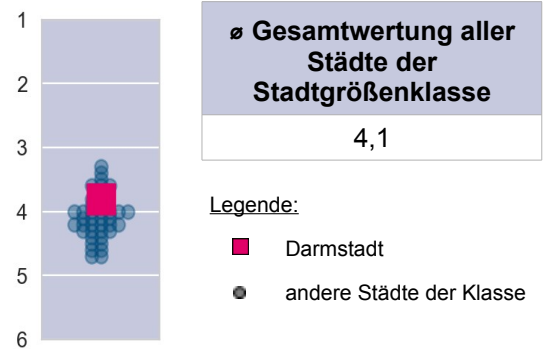 1
2
3
4
5
6
ø Gesamtwertung aller
Städte der
Stadtgrößenklasse
4,1
Legende:
Darmstadt
andere Städte der Klasse